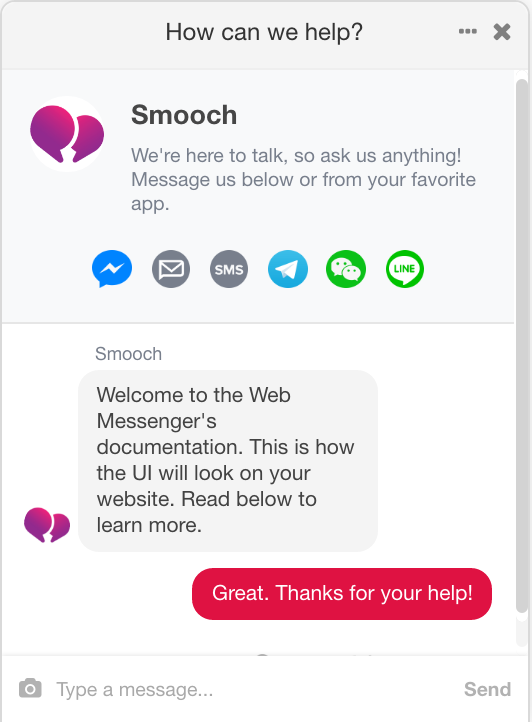 How can we help?
Smooch
We're here to talk, so ask us anything!
Message us below or from your favorite
app.
SMS
LINE
Smooch
Welcome to the Web
Messenger's
documentation. This is how
the UI will look on your
website. Read below to
learn more.
Great. Thanks for your help!
Type a message...
Send